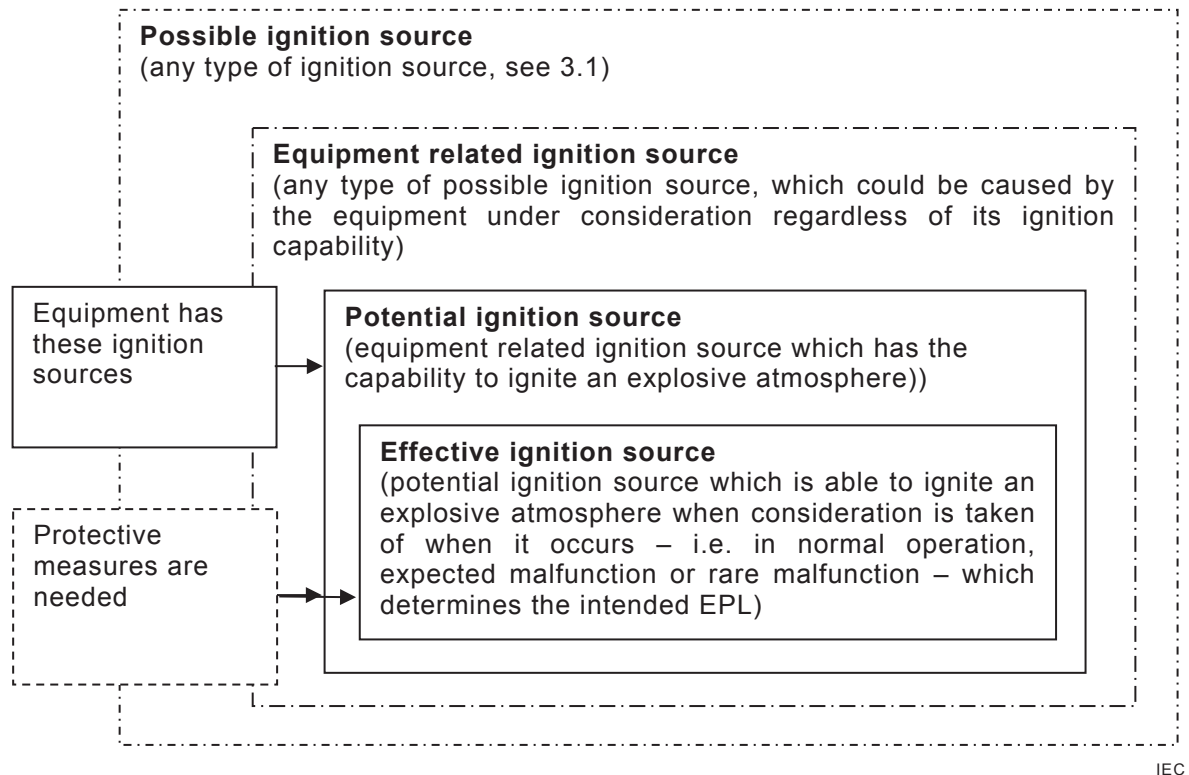 Possible ignition source
(any type of ignition source, see 3.1)
Equipment related ignition source
(any type of possible ignition source, which could be caused by
the equipment under consideration regardless of its ignition
capability)
Equipment has
these ignition
sources
Potential ignition source
(equipment related ignition source which has the
capability to ignite an explosive atmosphere))
Effective ignition source
(potential ignition source which is able to ignite an
explosive atmosphere when consideration is taken
of when it occurs – i.e. in normal operation,
expected malfunction or rare malfunction – which
determines the intended EPL)
Protective
measures are
needed
IEC